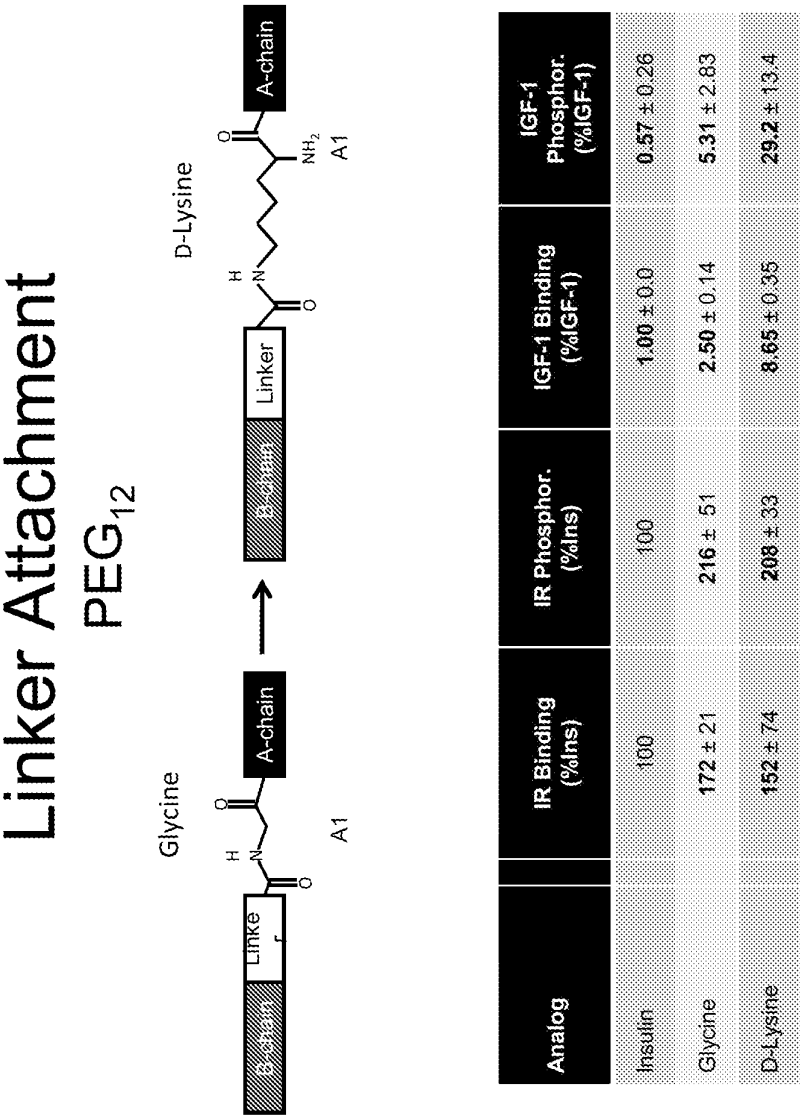 Linker Attachment
PEG12
Glycine
D-Lysine
B-chain
Linke
r
O
H
N
O
A-chain
A1
B-chain
Linker
O
H
N
O
NH2
A-chain
A1
Analog
IR Binding
(%Ins)
IR Phosphor.
(%Ins)
IGF-1 Binding
(%IGF-1)
IGF-1
Phosphor.
(%IGF-1)
Insulin 100 100 1.00 ± 0.0 0.57 ± 0.26
Glycine 172 ± 21 216 ± 51 2.50 ± 0.14 5.31 ± 2.83
D-Lysine 152 ± 74 208 ± 33 8.65 ± 0.35 29.2 ± 13.4